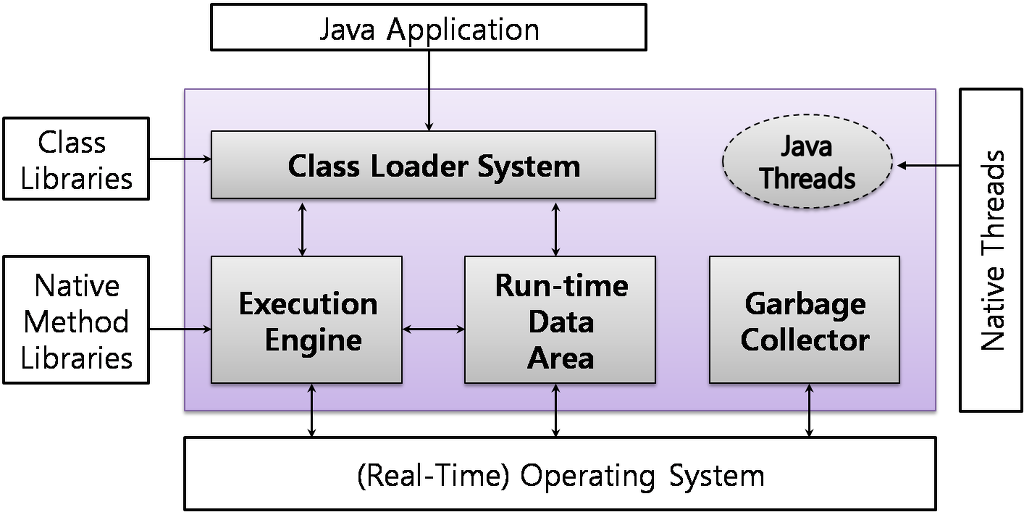 Java Application
Class
Libraries
Class Loader System
Java
Threads
Native Threads
Native
Method
Libraries
Execution
Engine
Run-time
Data
Area
Garbage
Collector
(Real-Time) Operating System